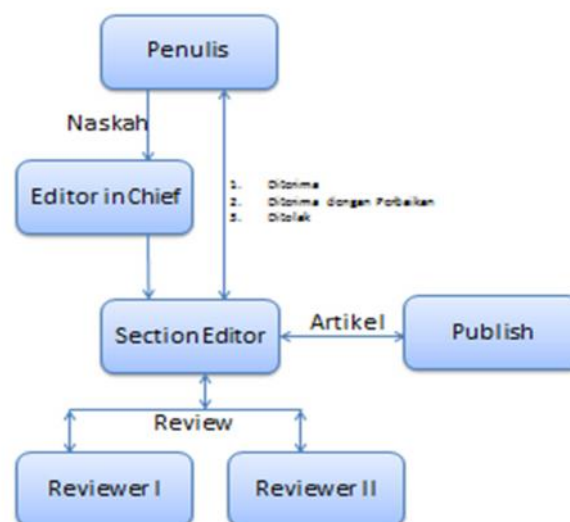 Penulis
Naskah
Editor in Chief
1. Diterima
2. Diterima dengan Perbaikan
3. Ditolak
Section Editor
Artikel
Publish
Review
Reviewer I
Reviewer II